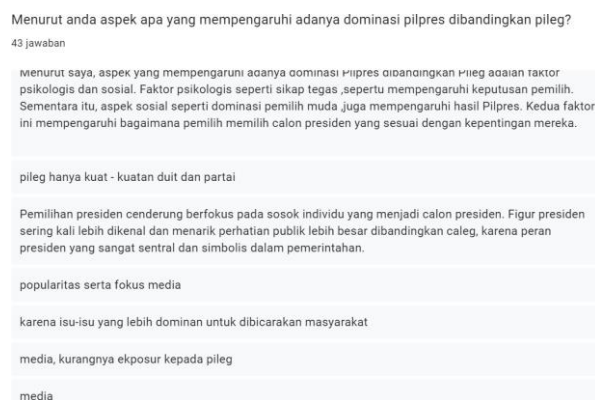 Menurut anda aspek apa yang mempengaruhi adanya dominasi pilpres dibandingkan pileg?
43 jawaban
Menurut saya, aspek yang mempengaruhi adanya dominasi Pilpres dibandingkan Pileg adalah faktor
psikologis dan sosial. Faktor psikologis seperti sikap tegas ,sepertu mempengaruhi keputusan pemilih.
Sementara itu, aspek sosial seperti dominasi pemilih muda ,juga mempengaruhi hasil Pilpres. Kedua faktor
ini mempengaruhi bagaimana pemilih memilih calon presiden yang sesuai dengan kepentingan mereka.
pileg hanya kuat - kuatan duit dan partai
Pemilihan presiden cenderung berfokus pada sosok individu yang menjadi calon presiden. Figur presiden
sering kali lebih dikenal dan menarik perhatian publik lebih besar dibandingkan caleg, karena peran
presiden yang sangat sentral dan simbolis dalam pemerintahan.
popularitas serta fokus media
karena isu-isu yang lebih dominan untuk dibicarakan masyarakat
media, kurangnya ekposur kepada pileg
media